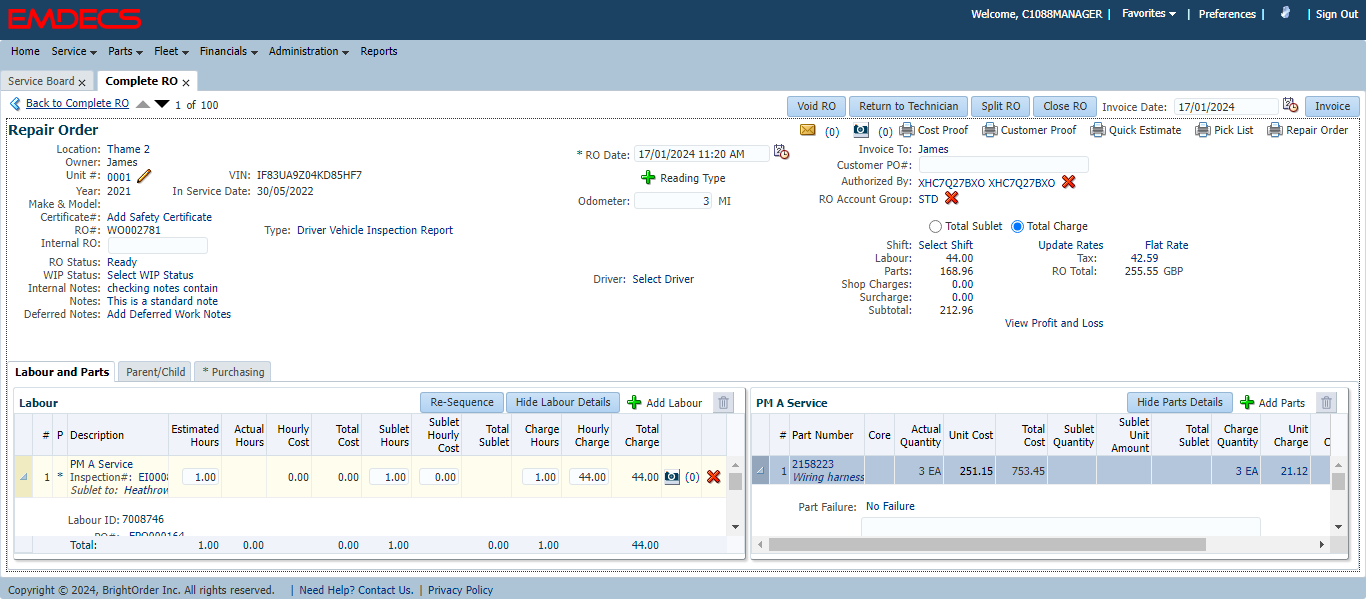 EMDECS
Welcome, C1088MANAGER | Favorites | Preferences | | Sign Out
Home Service Parts Fleet Financials Administration Reports
Service Board x Complete RO x
Back to Complete RO 1 of 100 Void RO Return to Technician Split RO Close RO Invoice Date: 17/01/2024 Invoice
Repair Order (0) (0) Cost Proof Customer Proof Quick Estimate Pick List Repair Order
Location: Thame 2 * RO Date: 17/01/2024 11:20 AM Invoice To: James
Owner: James Customer PO#:
Unit #: 0001 VIN: IF83UA9Z04KD85HF7 Reading Type Authorized By: XHC7Q27BXO XHC7Q27BXO
Year: 2021 In Service Date: 30/05/2022 Odometer: 3 MI RO Account Group: STD
Make & Model:
Certificate#: Add Safety Certificate
RO#: WO002781 Type: Driver Vehicle Inspection Report Total Sublet Total Charge
Internal RO: Shift: Select Shift Update Rates Flat Rate
RO Status: Ready Labour: 44.00 Tax: 42.59
WIP Status: Select WIP Status Driver: Select Driver Parts: 168.96 RO Total: 255.55 GBP
Internal Notes: checking notes contain Shop Charges: 0.00
Notes: This is a standard note Surcharge: 0.00
Deferred Notes: Add Deferred Work Notes Subtotal: 212.96
View Profit and Loss
Labour and Parts Parent/Child * Purchasing
Labour Re-Sequence Hide Labour Details Add Labour
# P Description Estimated Hours Actual Hours Hourly Cost Total Cost Sublet Hours Sublet Hourly Cost Total Sublet Charge Hours Hourly Charge Total Charge
1 * PM A Service 1.00 0.00 0.00 1.00 0.00 1.00 44.00 44.00 (0)
Inspection#: EI000
Sublet to: Heathrow
Labour ID: 7008746
Total: 1.00 0.00 0.00 1.00 0.00 1.00 44.00
PM A Service Hide Parts Details Add Parts
# Part Number Core Actual Quantity Unit Cost Total Cost Sublet Quantity Sublet Unit Amount Total Sublet Charge Quantity Unit Charge C
1 2158223 3 EA 251.15 753.45 3 EA 21.12
Wiring harness
Part Failure: No Failure
Copyright © 2024, BrightOrder Inc. All rights reserved. | Need Help? Contact Us. | Privacy Policy